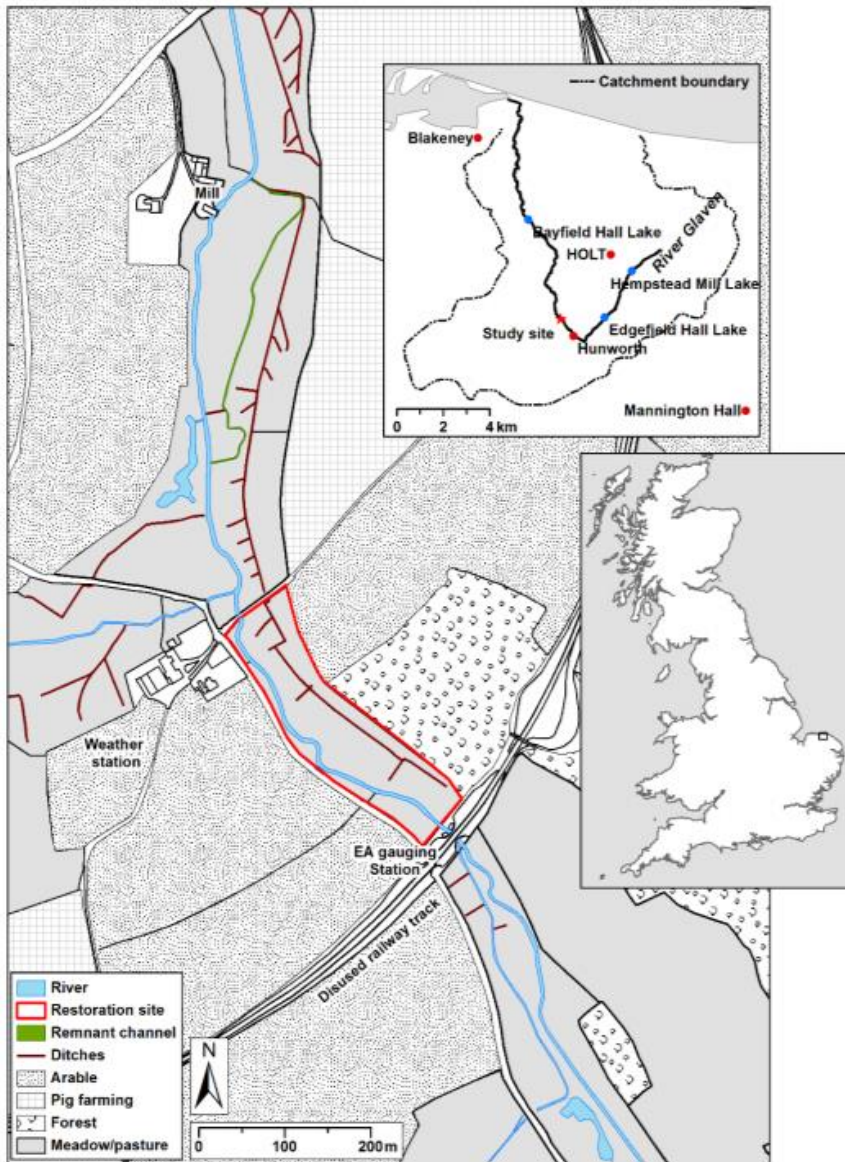 Catchment boundary
Blakeney
Mill
Bayfield Hall Lake
HOLT
River Glaven
Hempstead Mill Lake
Study site
Edgefield Hall Lake
Hunworth
Mannington Hall
0 2 4 km
Weather
station
EA gauging
Station
Disused railway track
River
Restoration site
Remnant channel
Ditches
Arable
Pig farming
Forest
Meadow/pasture
N
0 100 200 m